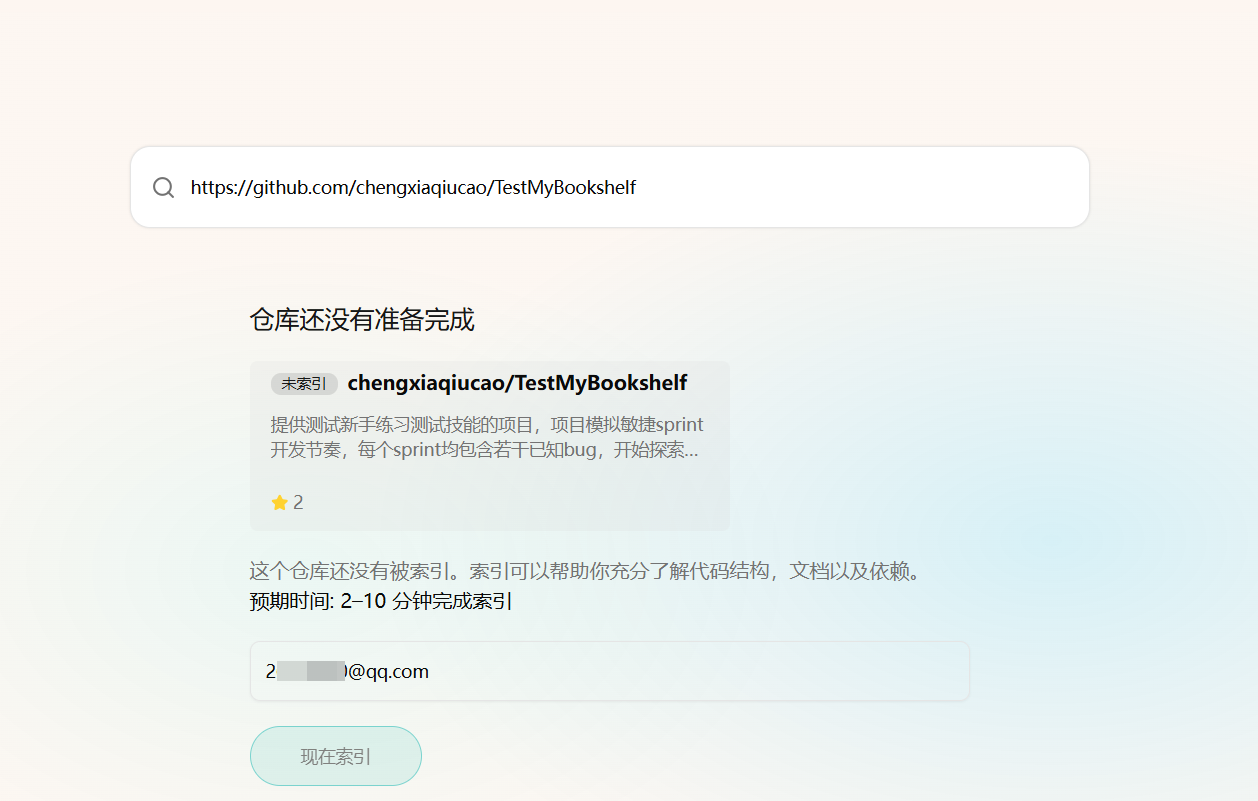 https://github.com/chengxiaqiucao/TestMyBookshelf
仓库还没有准备完成
未索引 chengxiaqiucao/TestMyBookshelf
提供测试新手练习测试技能的项目，项目模拟敏捷sprint
开发节奏，每个sprint均包含若干已知bug，开始探索...
2
这个仓库还没有被索引。索引可以帮助你充分了解代码结构，文档以及依赖。
预期时间: 2–10 分钟完成索引
@qq.com
现在索引